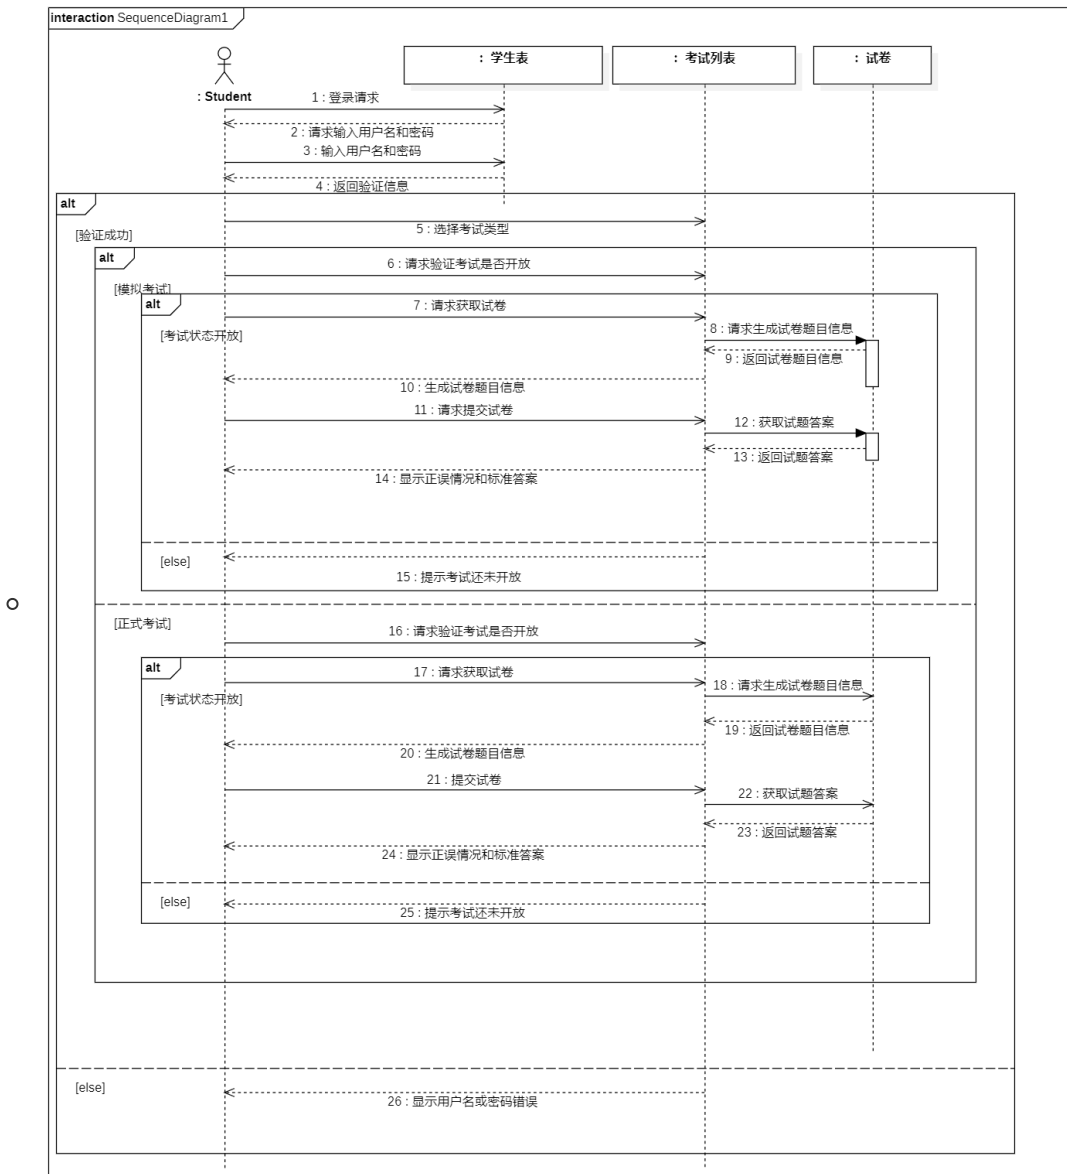 interaction SequenceDiagram1
: Student
: 学生表
: 考试列表
: 试卷
1 : 登录请求
2 : 请求输入用户名和密码
3 : 输入用户名和密码
4 : 返回验证信息
alt
5 : 选择考试类型
[验证成功]
alt
6 : 请求验证考试是否开放
[模拟考试]
alt
7 : 请求获取试卷
[考试状态开放]
8 : 请求生成试卷题目信息
9 : 返回试卷题目信息
10 : 生成试卷题目信息
11 : 请求提交试卷
12 : 获取试题答案
13 : 返回试题答案
14 : 显示正误情况和标准答案
[else]
15 : 提示考试还未开放
[正式考试]
16 : 请求验证考试是否开放
alt
17 : 请求获取试卷
18 : 请求生成试卷题目信息
[考试状态开放]
19 : 返回试卷题目信息
20 : 生成试卷题目信息
21 : 提交试卷
22 : 获取试题答案
23 : 返回试题答案
24 : 显示正误情况和标准答案
[else]
25 : 提示考试还未开放
[else]
26 : 显示用户名或密码错误